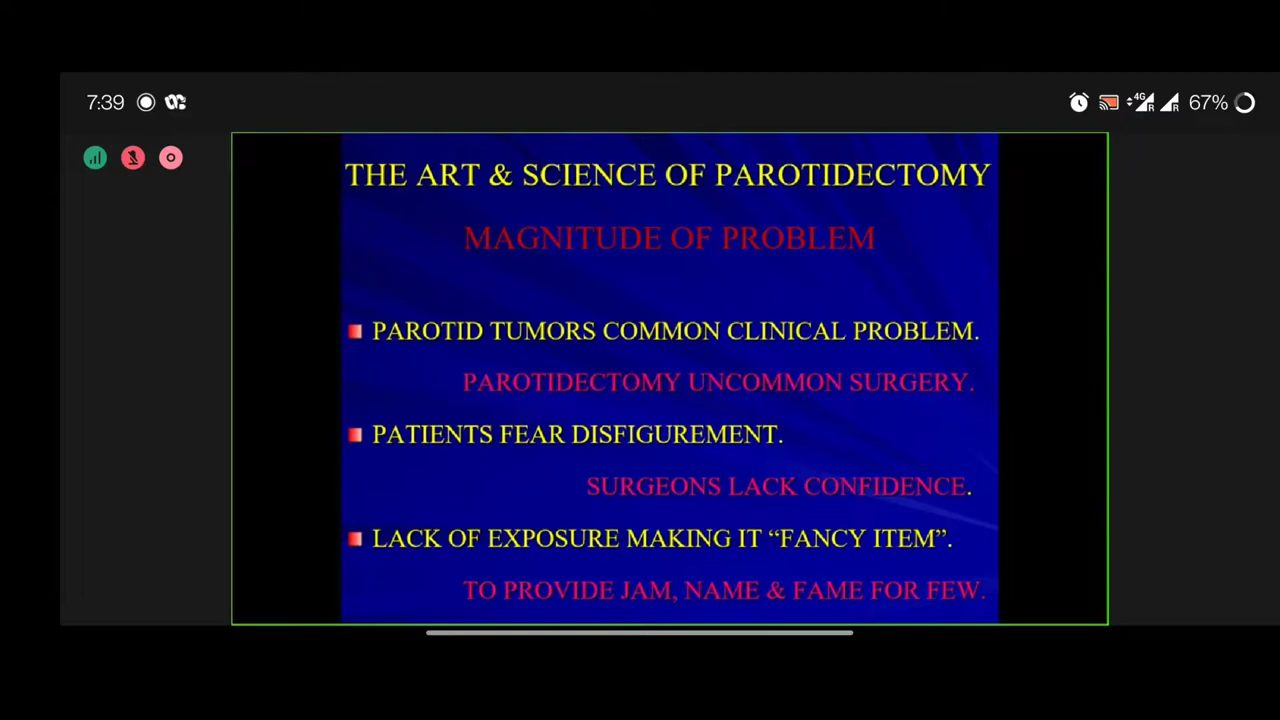 7:39
4G
R
R
67%
THE ART & SCIENCE OF PAROTIDECTOMY
MAGNITUDE OF PROBLEM
PAROTID TUMORS COMMON CLINICAL PROBLEM.
PAROTIDECTOMY UNCOMMON SURGERY.
PATIENTS FEAR DISFIGUREMENT.
SURGEONS LACK CONFIDENCE.
LACK OF EXPOSURE MAKING IT “FANCY ITEM”.
TO PROVIDE JAM, NAME & FAME FOR FEW.